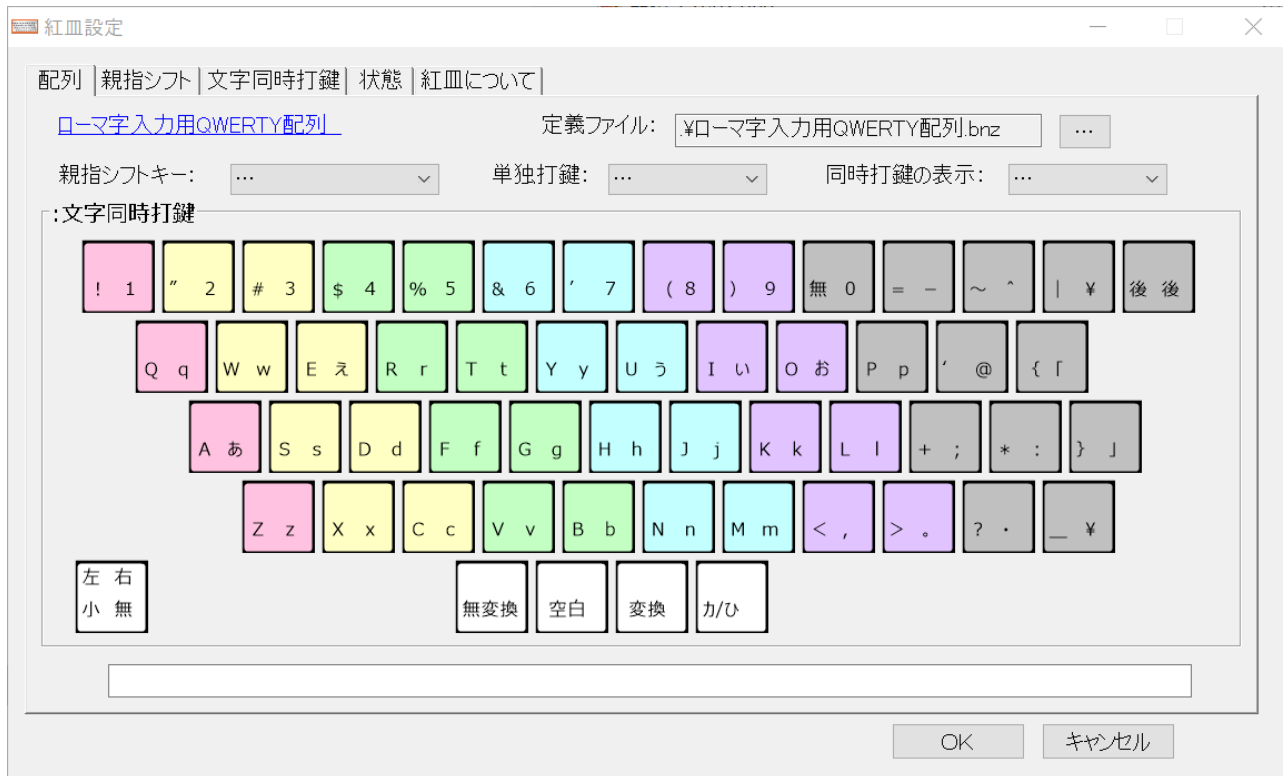 紅皿設定
配列 親指シフト 文字同時打鍵 状態 紅皿について
ローマ字入力用QWERTY配列 定義ファイル: .¥ローマ字入力用QWERTY配列.bnz ...
親指シフトキー: ... 単独打鍵: ... 同時打鍵の表示: ...
:文字同時打鍵
! 1 ″ 2 # 3 $ 4 % 5 & 6 ′ 7 ( 8 ) 9 無 0 = − ～ ＾ | ¥ 後 後
Q q W w E え R r T t Y y U う I い O お P p ‘ @ { 「
A あ S s D d F f G g H h J j K k L l + ; * : } 」
Z z X x C c V v B b N n M m < , > 。 ? ・ _ ¥
左 右
小 無 無変換 空白 変換 カ/ひ
OK キャンセル